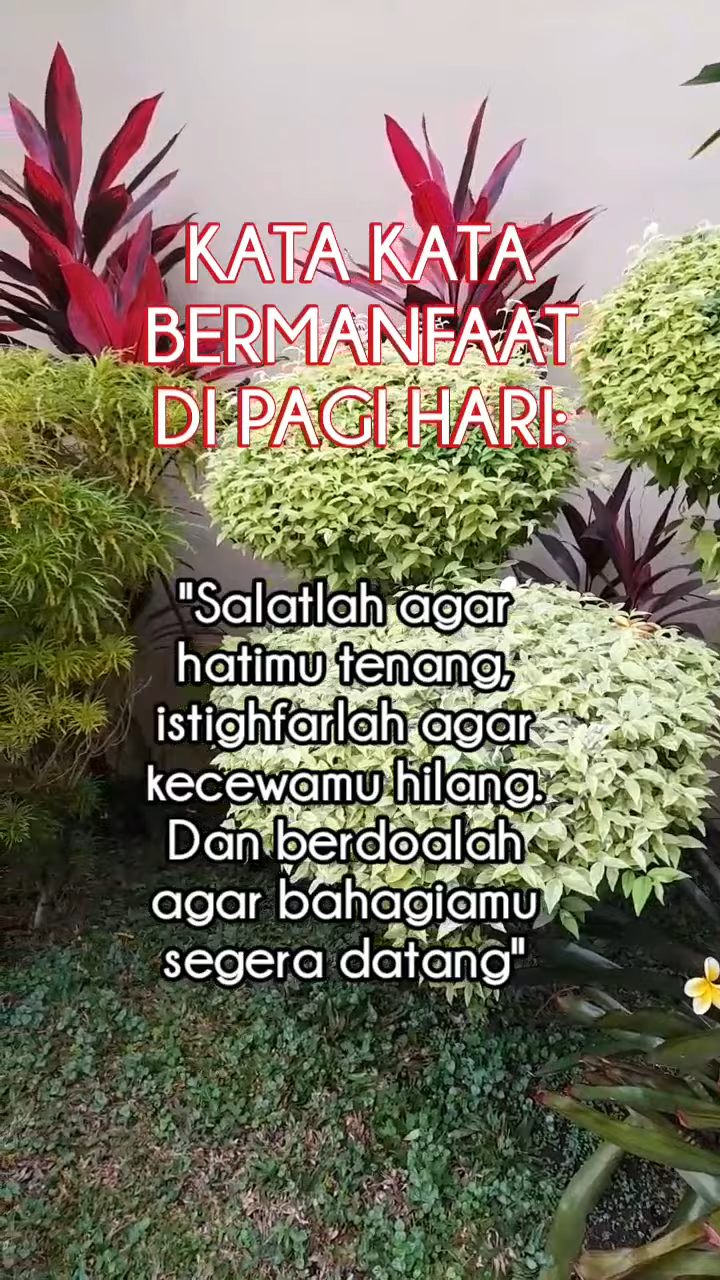 KATA KATA
BERMANFAAT
DI PAGI HARI:
"Salatlah agar
hatimu tenang,
istighfarlah agar
kecewamu hilang.
Dan berdoalah
agar bahagiamu
segera datang"